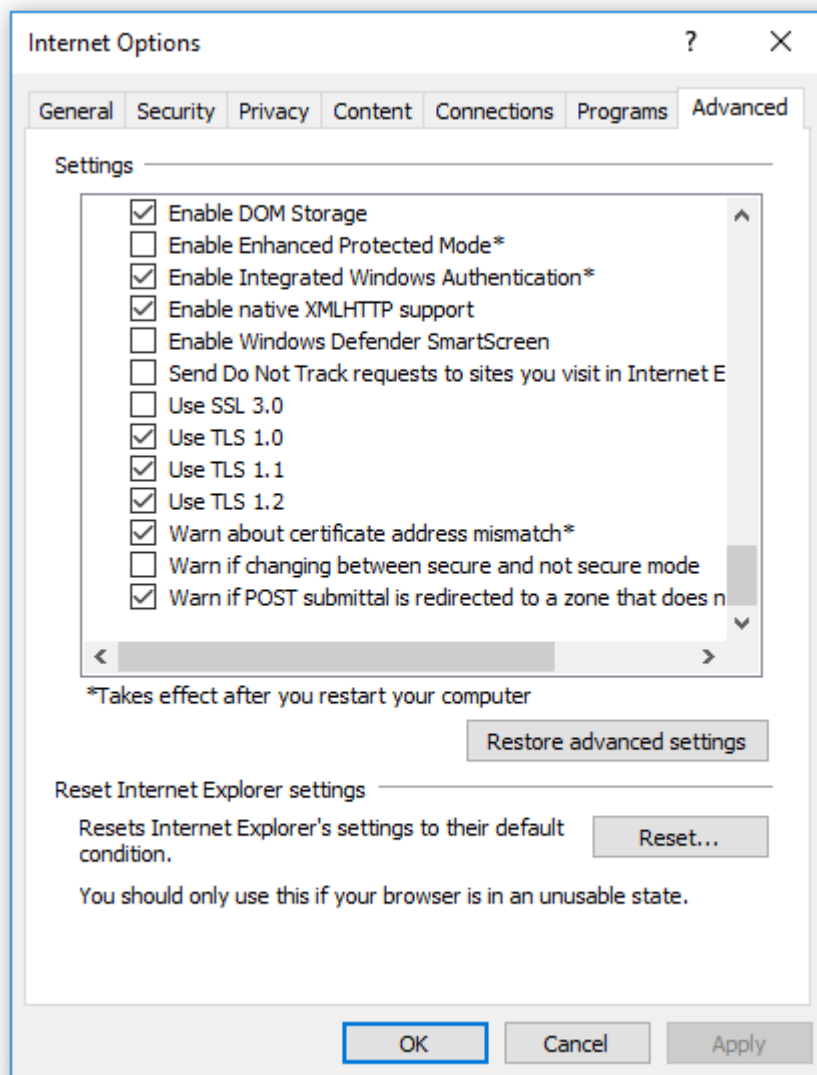 Internet Options
General Security Privacy Content Connections Programs Advanced
Settings
Enable DOM Storage
Enable Enhanced Protected Mode*
Enable Integrated Windows Authentication*
Enable native XMLHTTP support
Enable Windows Defender SmartScreen
Send Do Not Track requests to sites you visit in Internet E
Use SSL 3.0
Use TLS 1.0
Use TLS 1.1
Use TLS 1.2
Warn about certificate address mismatch*
Warn if changing between secure and not secure mode
Warn if POST submittal is redirected to a zone that does n
*Takes effect after you restart your computer
Restore advanced settings
Reset Internet Explorer settings
Resets Internet Explorer's settings to their default
condition.
Reset...
You should only use this if your browser is in an unusable state.
OK Cancel Apply